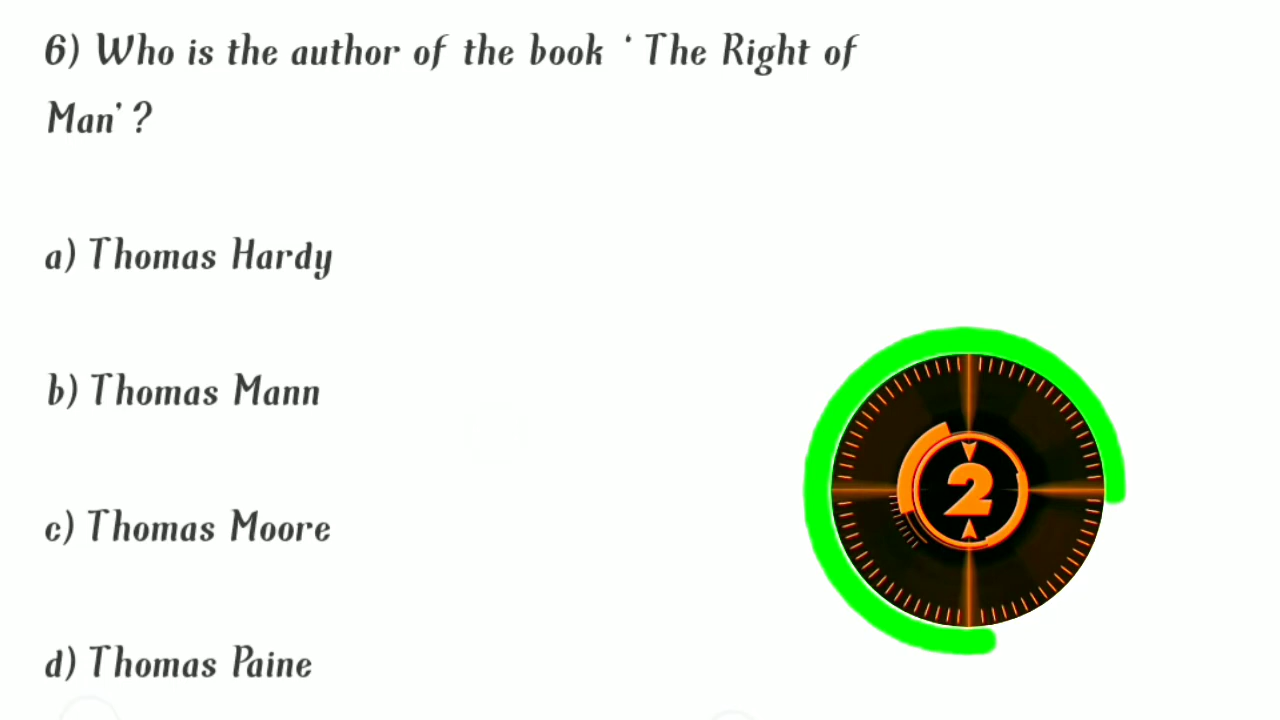 6) Who is the author of the book ‘ The Right of
Man’ ?
a) Thomas Hardy
b) Thomas Mann
c) Thomas Moore
d) Thomas Paine
2